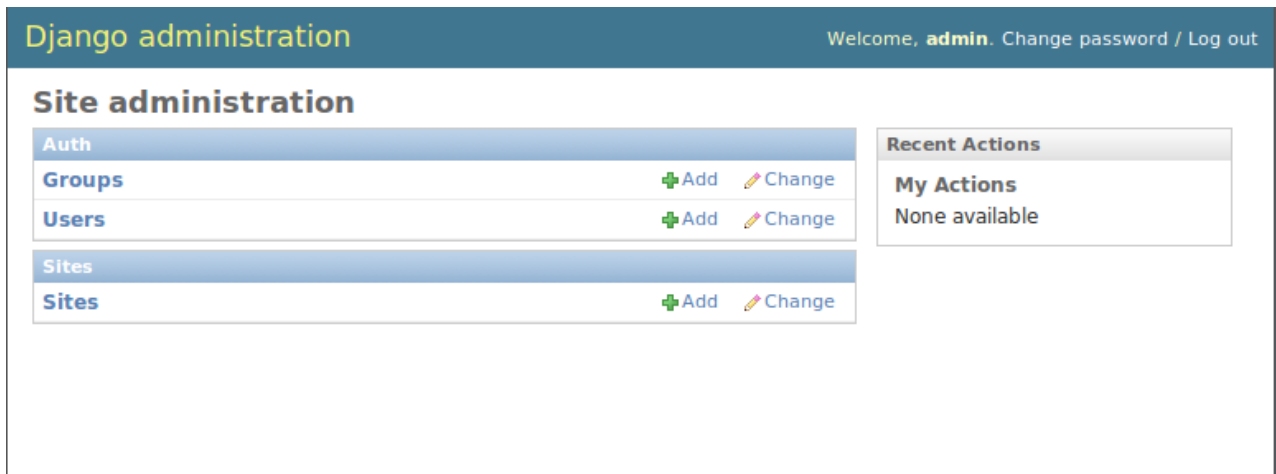 Django administration
Welcome, admin. Change password / Log out
Site administration
Auth
Groups Add Change
Users Add Change
Sites
Sites Add Change
Recent Actions
My Actions
None available